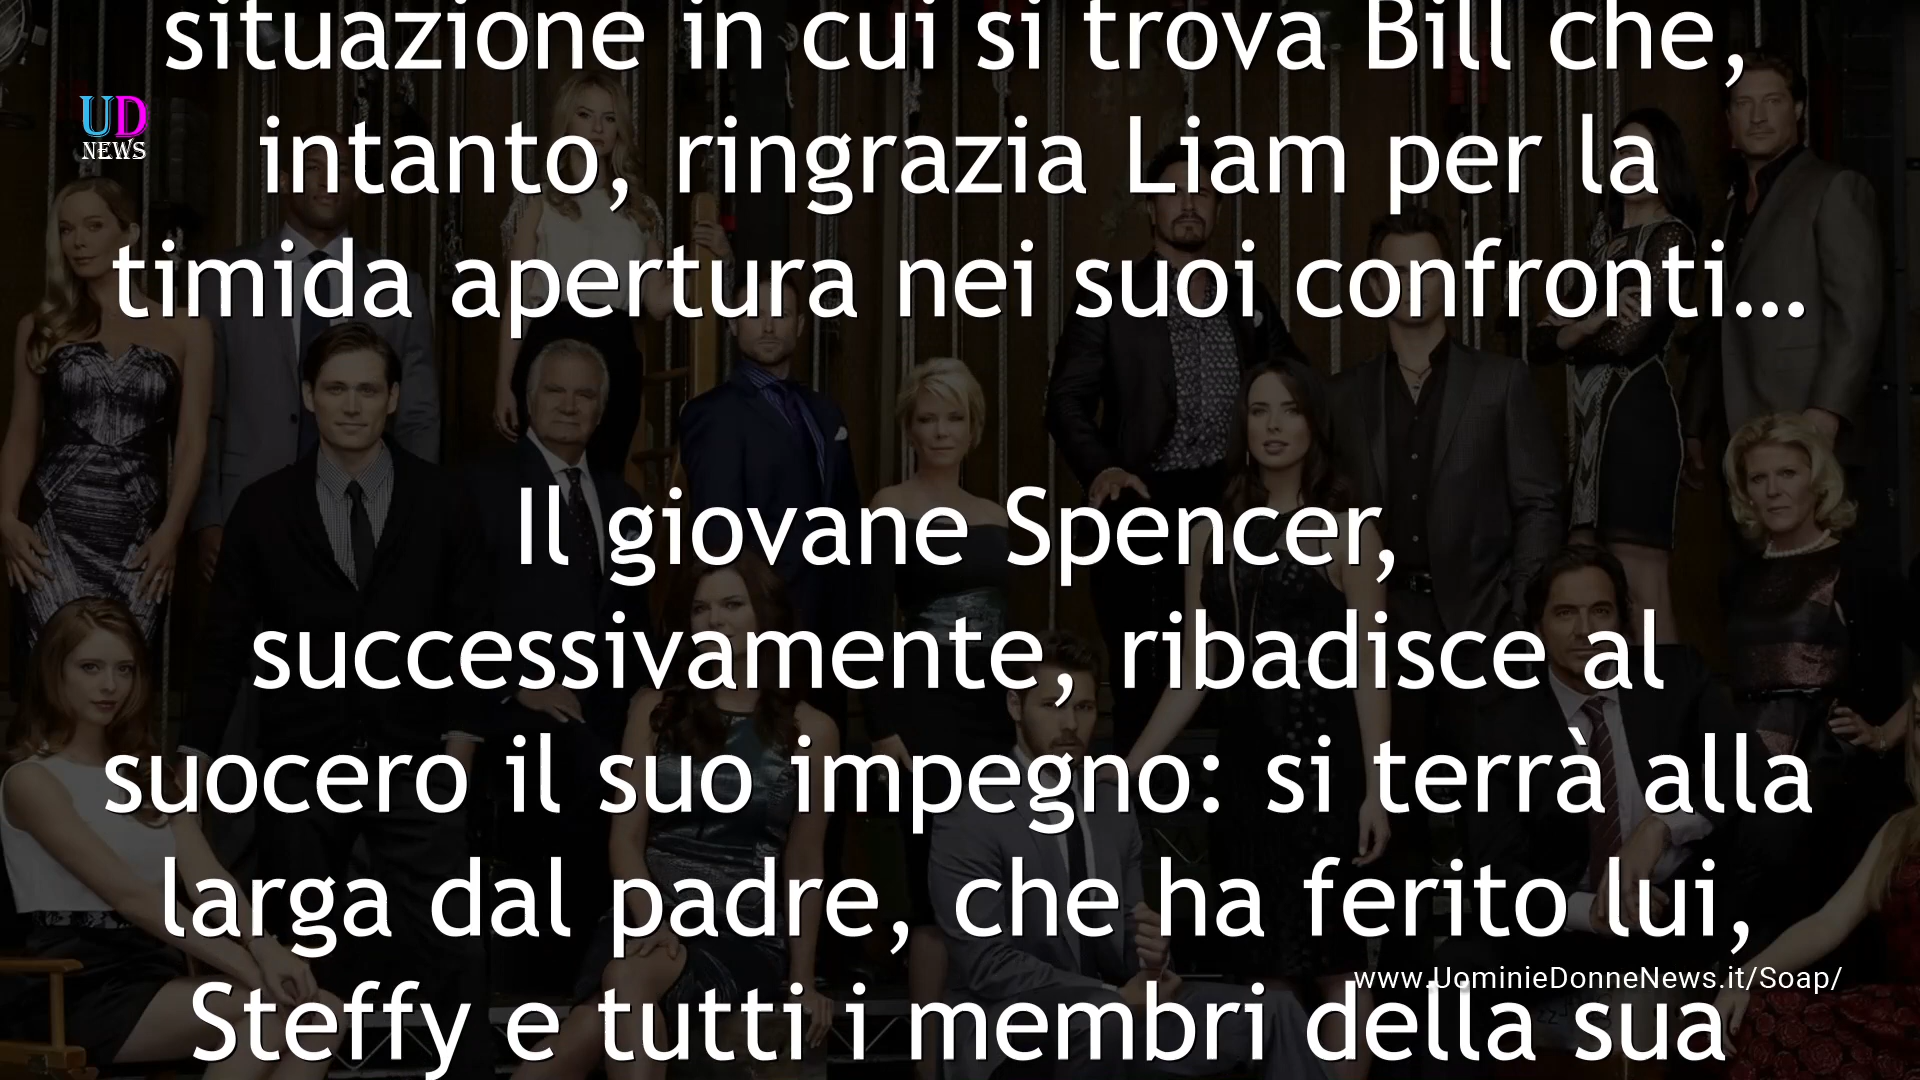 situazione in cui si trova Bill che,
UD
NEWS
intanto, ringrazia Liam per la
timida apertura nei suoi confronti...
Il giovane Spencer,
successivamente, ribadisce al
suocero il suo impegno: si terrà alla
larga dal padre, che ha ferito lui,
www.UominieDonneNews.it/Soap/
Steffy e tutti i membri della sua